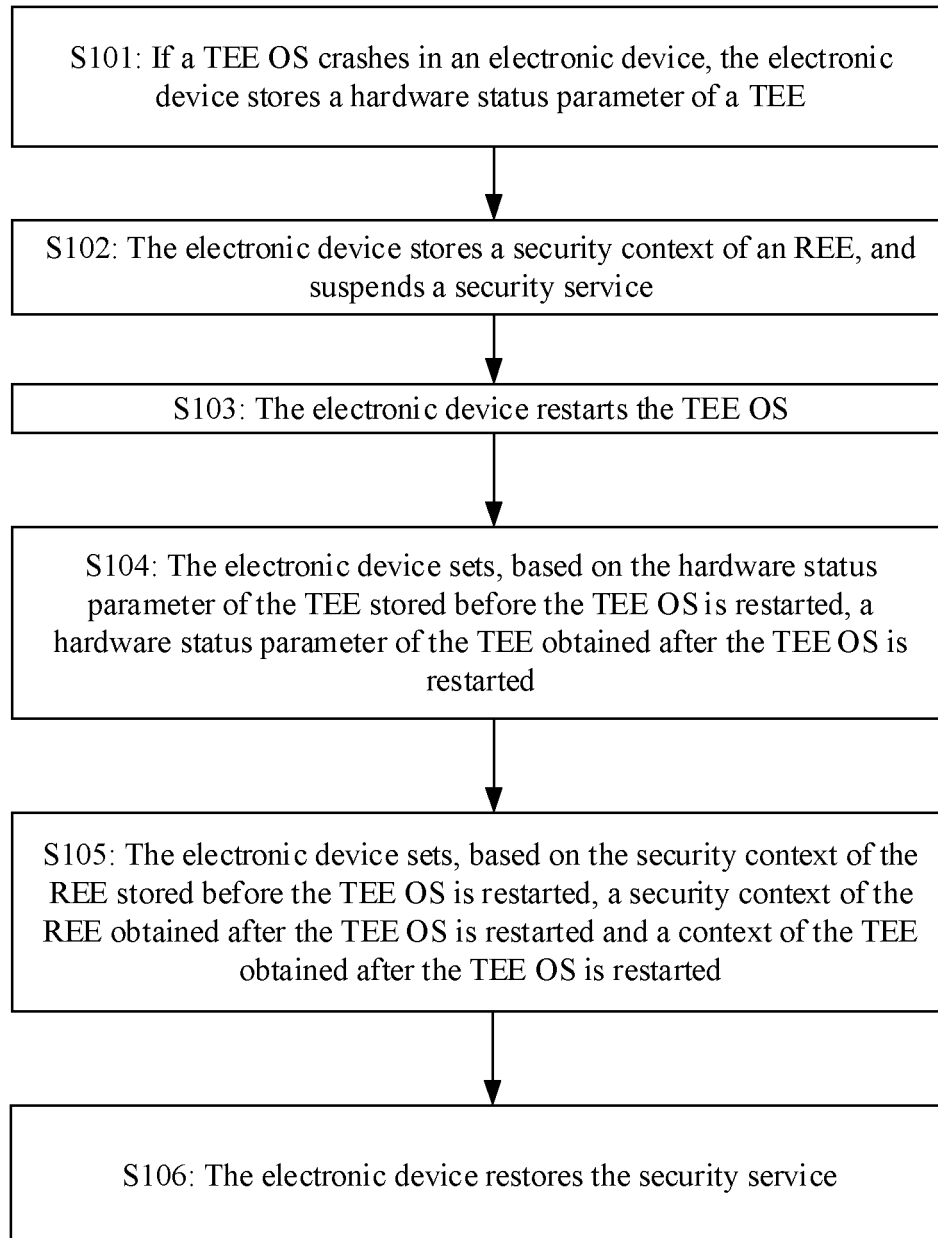 S101: If a TEE OS crashes in an electronic device, the electronic
device stores a hardware status parameter of a TEE
S102: The electronic device stores a security context of an REE, and
suspends a security service
S103: The electronic device restarts the TEE OS
S104: The electronic device sets, based on the hardware status
parameter of the TEE stored before the TEE OS is restarted, a
hardware status parameter of the TEE obtained after the TEE OS is
restarted
S105: The electronic device sets, based on the security context of the
REE stored before the TEE OS is restarted, a security context of the
REE obtained after the TEE OS is restarted and a context of the TEE
obtained after the TEE OS is restarted
S106: The electronic device restores the security service